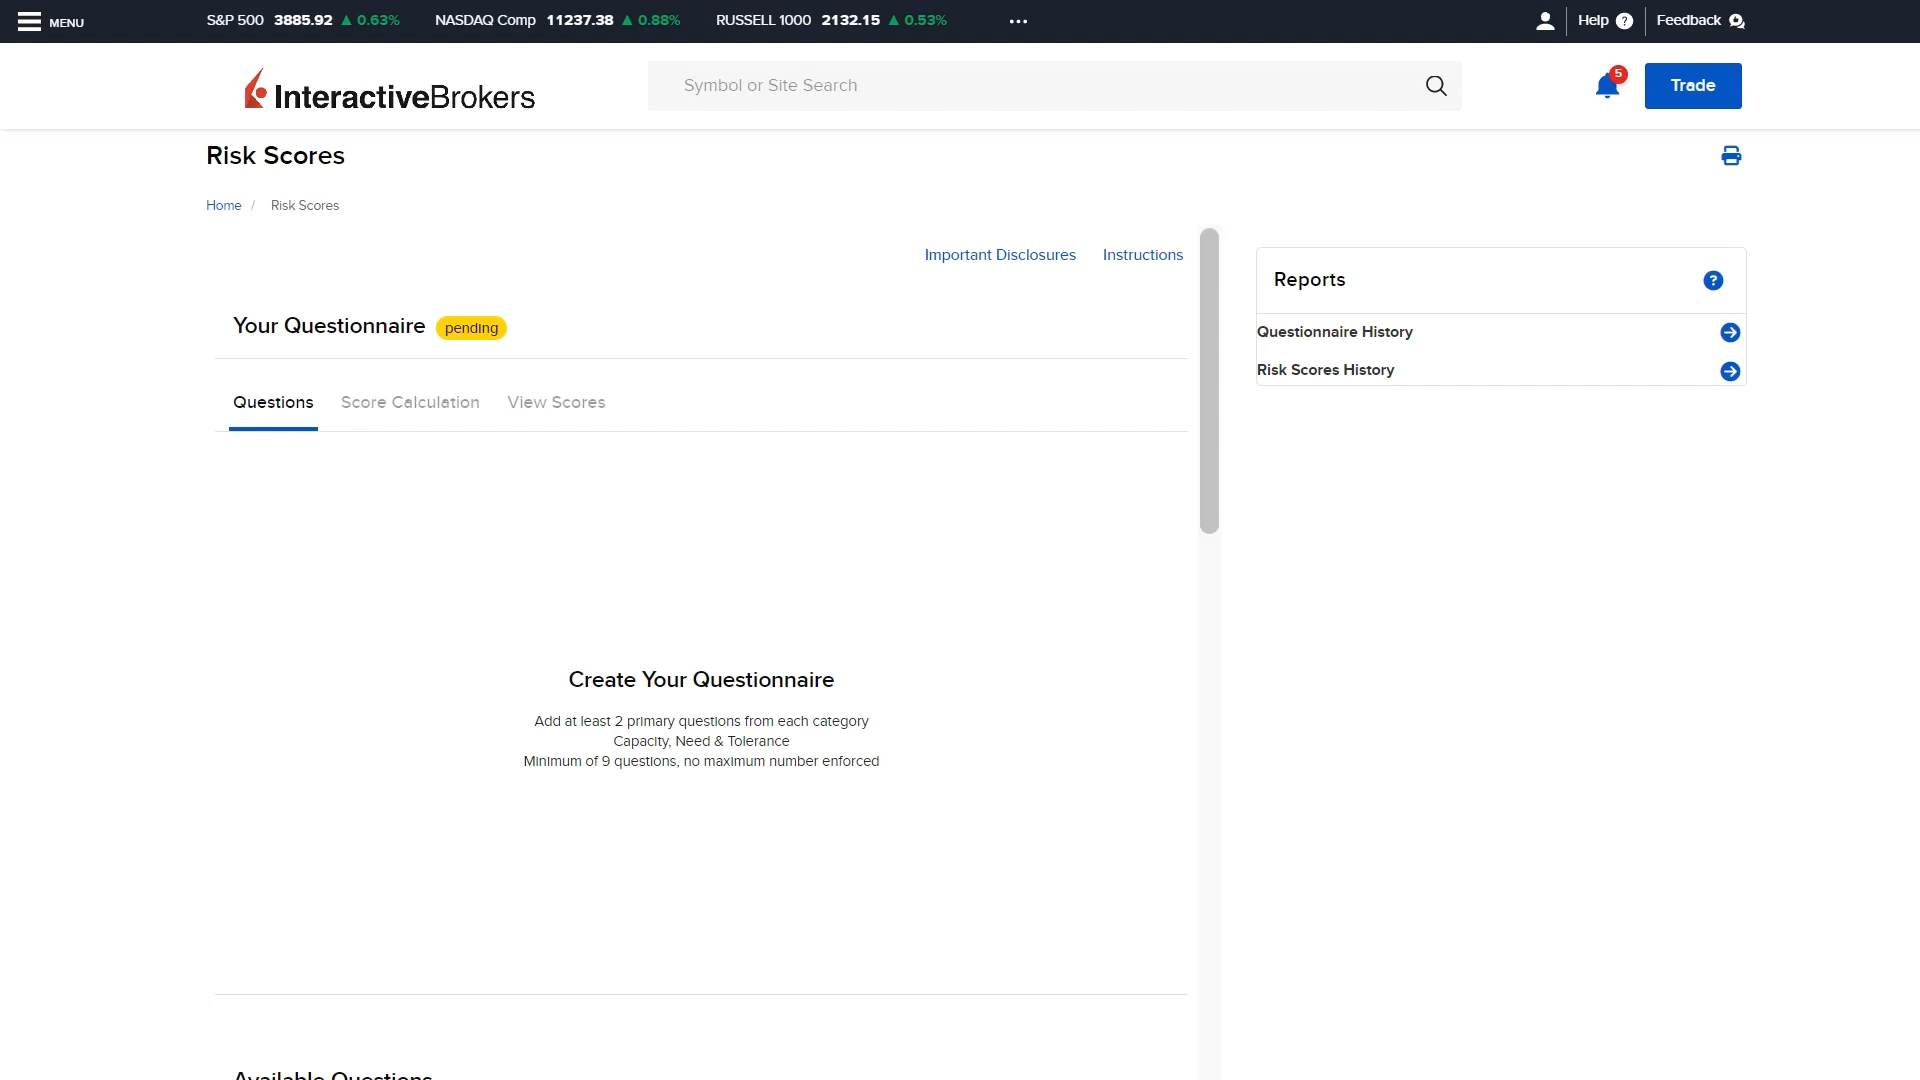 MENU
S&P 500 3885.92 ▲ 0.63% NASDAQ Comp 11237.38 ▲ 0.88% RUSSELL 1000 2132.15 ▲ 0.53% ••• Help ? Feedback
InteractiveBrokers
Symbol or Site Search
5
Trade
Risk Scores
Home / Risk Scores
Important Disclosures Instructions
Your Questionnaire pending
Questions Score Calculation View Scores
Create Your Questionnaire
Add at least 2 primary questions from each category
Capacity, Need & Tolerance
Minimum of 9 questions, no maximum number enforced
Available Questions
Reports ?
Questionnaire History
Risk Scores History